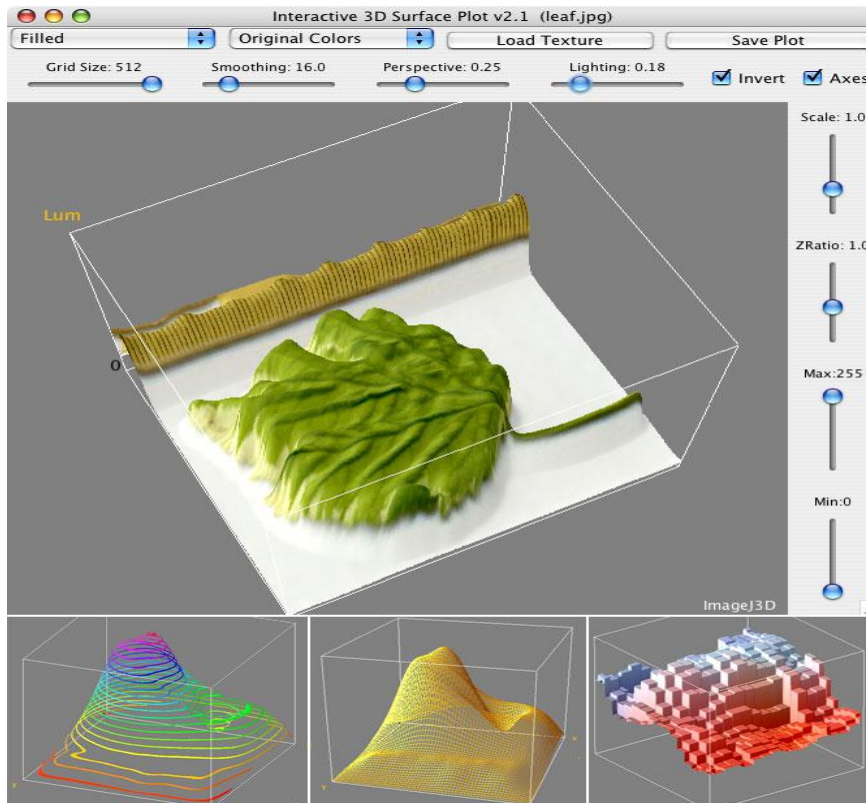 Interactive 3D Surface Plot v2.1 (leaf.jpg)
Filled Original Colors Load Texture Save Plot
Grid Size: 512 Smoothing: 16.0 Perspective: 0.25 Lighting: 0.18 Invert Axes
Scale: 1.0
Lum
ZRatio: 1.0
0
Max:255
Min:0
ImageJ3D
y
y
x